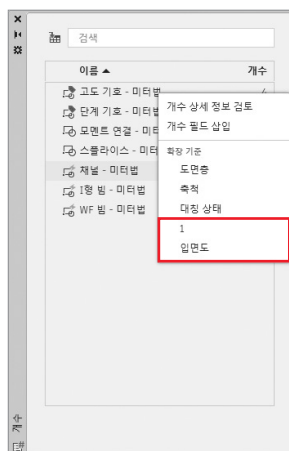 검색
이름 개수
고도 기호 - 미터법 4
단계 기호 - 미터법
모멘트 연결 - 미터
스플라이스 - 미터
채널 - 미터법
I형 빔 - 미터법
WF 빔 - 미터법
개수 상세 정보 검토
개수 필드 삽입
확장 기준
도면층
축척
대칭 상태
1
입면도
개수